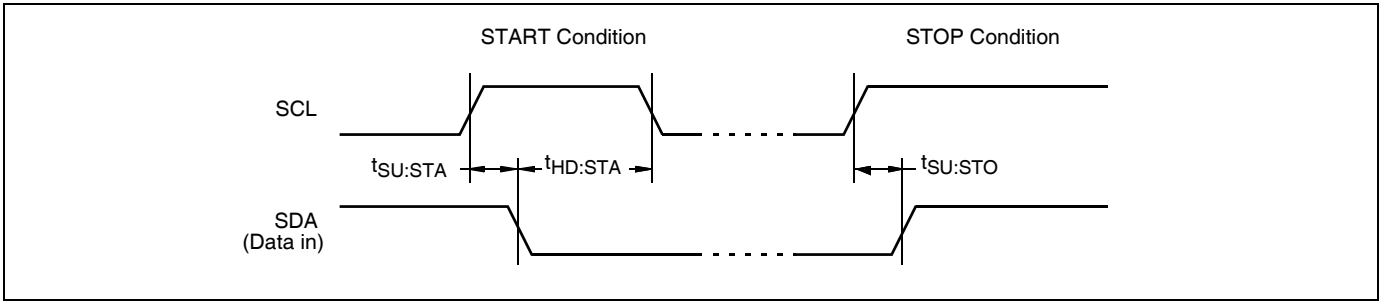 START Condition
STOP Condition
SCL
tSU:STA
tHD:STA
tSU:STO
SDA
(Data in)